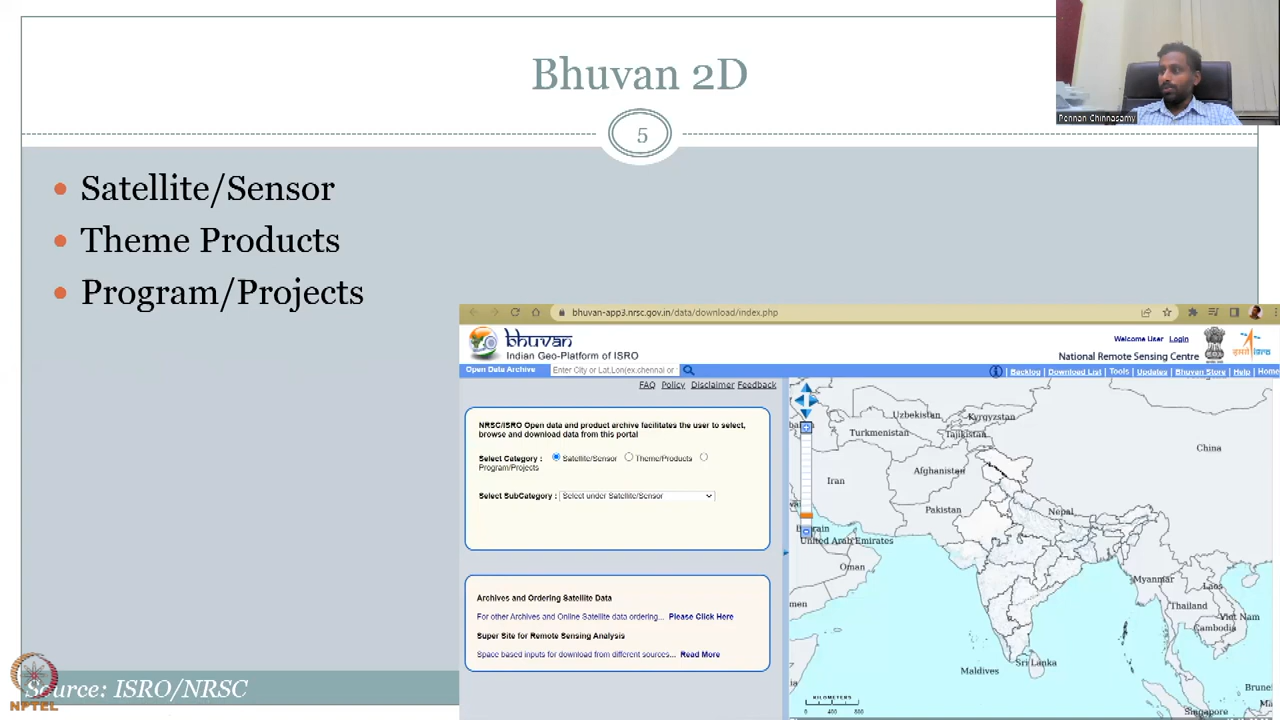 Bhuvan 2D
5
Pennan Chinnasamy
Satellite/Sensor
Theme Products
Program/Projects
bhuvan-app3.nrsc.gov.in/data/download/index.php
bhuvan
Indian Geo-Platform of ISRO
Welcome User Login
National Remote Sensing Centre
isro
Open Data Archive
Enter City or Lat,Lon(ex.chennai or
Backlog | Download List | Tools | Updates | Bhuvan Store | Help | Home
FAQ Policy Disclaimer Feedback
NRSC/ISRO Open data and product archive facilitates the user to select,
browse and download data from this portal
Select Category : Satellite/Sensor Theme/Products
Program/Projects
Select SubCategory : Select under Satellite/Sensor
Archives and Ordering Satellite Data
For other Archives and Online Satellite data ordering... Please Click Here
Super Site for Remote Sensing Analysis
Space based inputs for download from different sources... Read More
Uzbekistan
Kyrgyzstan
Turkmenistan
Tajikistan
China
Afghanistan
Iran
Pakistan
Nepal
Bahrain
United Arab Emirates
Oman
Myanmar
Laos
men
Thailand
Viet Nam
Cambodia
Maldives
Sri Lanka
Brune
KILOMETERS
0 400 800
Singapore
Source: ISRO/NRSC
NPTEL